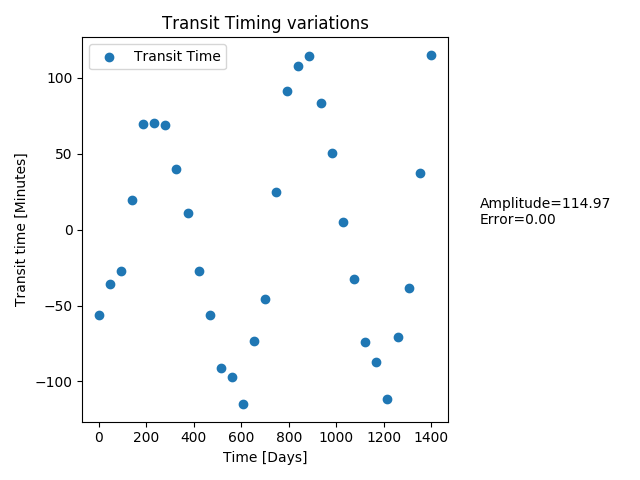 Transit Timing variations
Transit Time
100
50
0
−50
−100
Transit time [Minutes]
0 200 400 600 800 1000 1200 1400
Time [Days]
Amplitude=114.97
Error=0.00